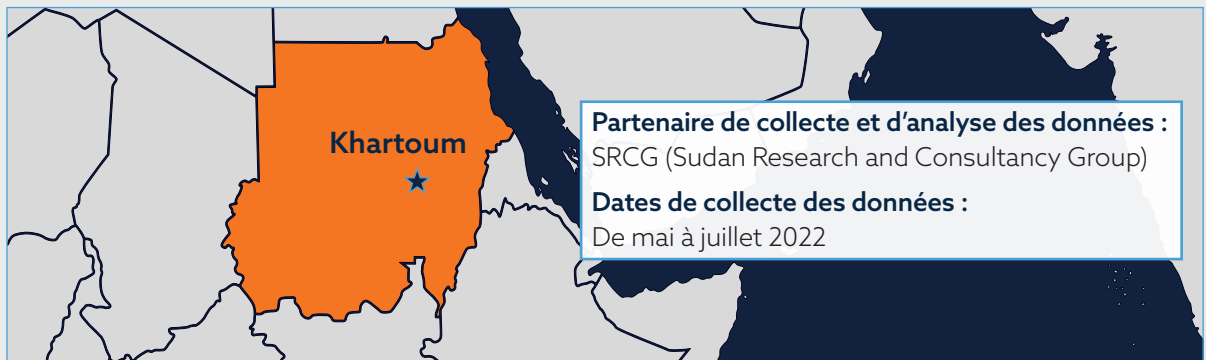 Khartoum
Partenaire de collecte et d'analyse des données :
SRCG (Sudan Research and Consultancy Group)
Dates de collecte des données :
De mai à juillet 2022